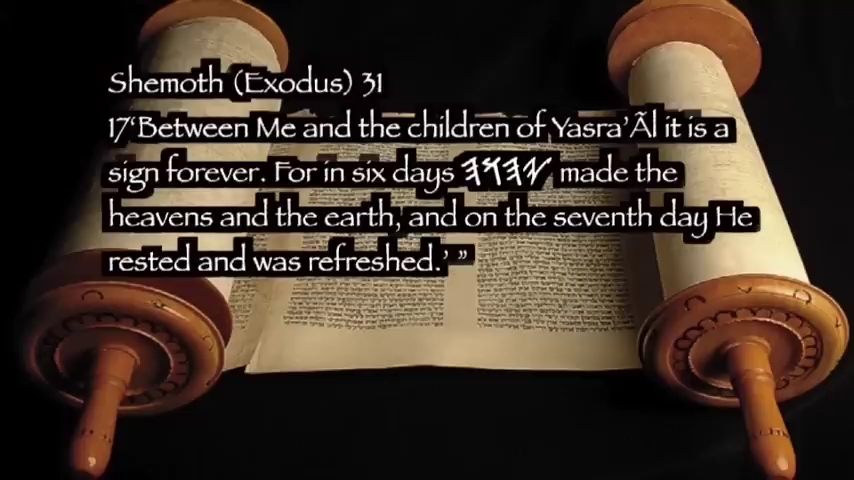 Shemoth (Exodus) 31
17‘Between Me and the children of Yasra’Ãl it is a
sign forever. For in six days 𐤉𐤄𐤅𐤄 made the
heavens and the earth, and on the seventh day He
rested and was refreshed.’ ”